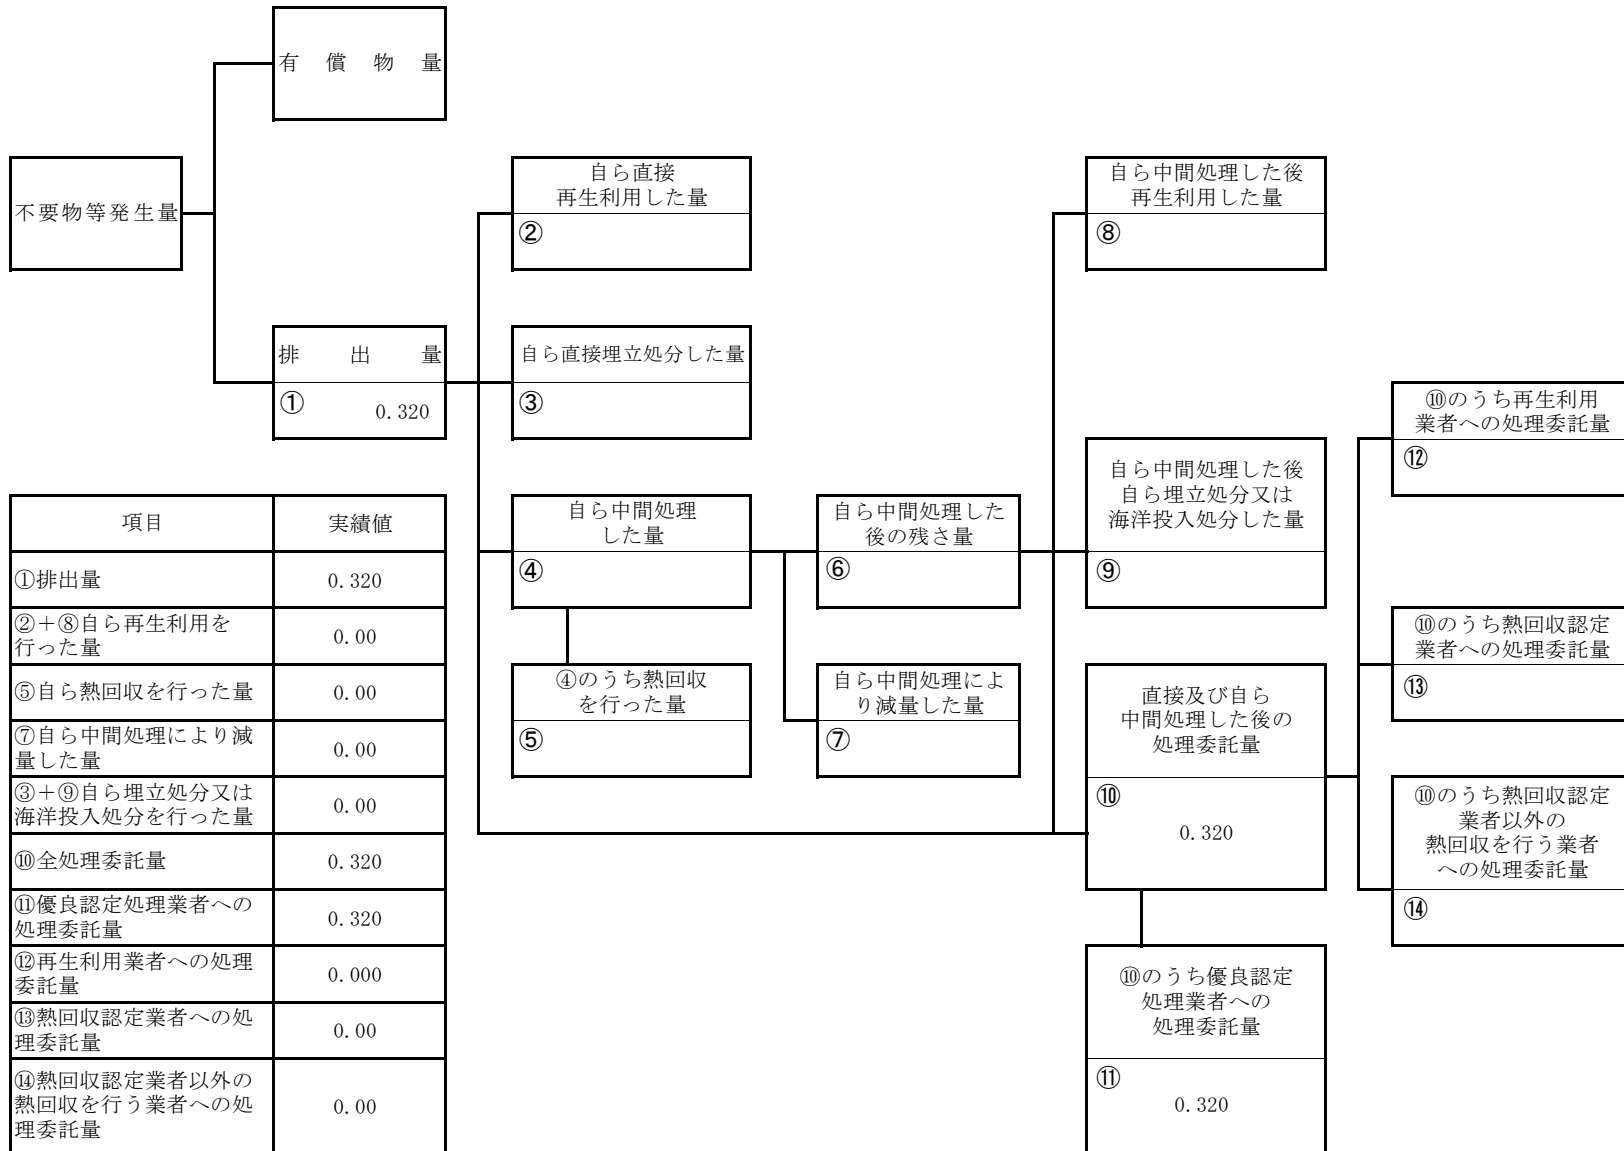 有償物量
不要物等発生量
排出量
①
0.320
自ら直接
再生利用した量
②
自ら直接埋立処分した量
③
自ら中間処理
した量
④
④のうち熱回収
を行った量
⑤
自ら中間処理した
後の残さ量
⑥
自ら中間処理によ
り減量した量
⑦
自ら中間処理した後
再生利用した量
⑧
自ら中間処理した後
自ら埋立処分又は
海洋投入処分した量
⑨
直接及び自ら
中間処理した後の
処理委託量
⑩
0.320
⑩のうち優良認定
処理業者への
処理委託量
⑪
0.320
⑩のうち再生利用
業者への処理委託量
⑫
⑩のうち熱回収認定
業者への処理委託量
⑬
⑩のうち熱回収認定
業者以外の
熱回収を行う業者
への処理委託量
⑭
項目 実績値
①排出量 0.320
②＋⑧自ら再生利用を
行った量 0.00
⑤自ら熱回収を行った量 0.00
⑦自ら中間処理により減
量した量 0.00
③＋⑨自ら埋立処分又は
海洋投入処分を行った量 0.00
⑩全処理委託量 0.320
⑪優良認定処理業者への
処理委託量 0.320
⑫再生利用業者への処理
委託量 0.000
⑬熱回収認定業者への処
理委託量 0.00
⑭熱回収認定業者以外の
熱回収を行う業者への処
理委託量 0.00